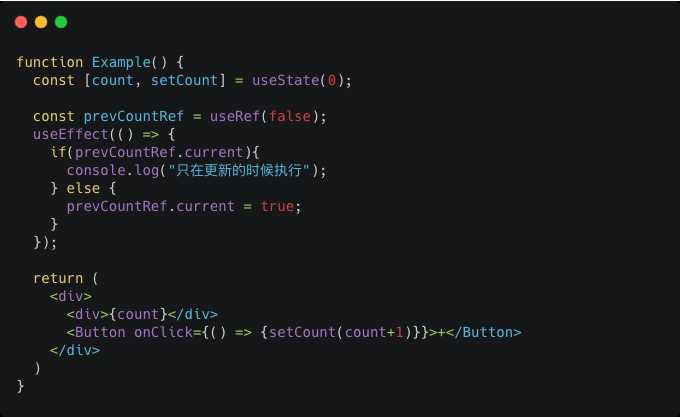 function Example() {
  const [count, setCount] = useState(0);
  const prevCountRef = useRef(false);
  useEffect(() => {
    if(prevCountRef.current){
      console.log("只在更新的时候执行");
    } else {
      prevCountRef.current = true;
    }
  });
  return (
    <div>
      <div>{count}</div>
      <Button onClick={() => {setCount(count+1)}}>+</Button>
    </div>
  )
}